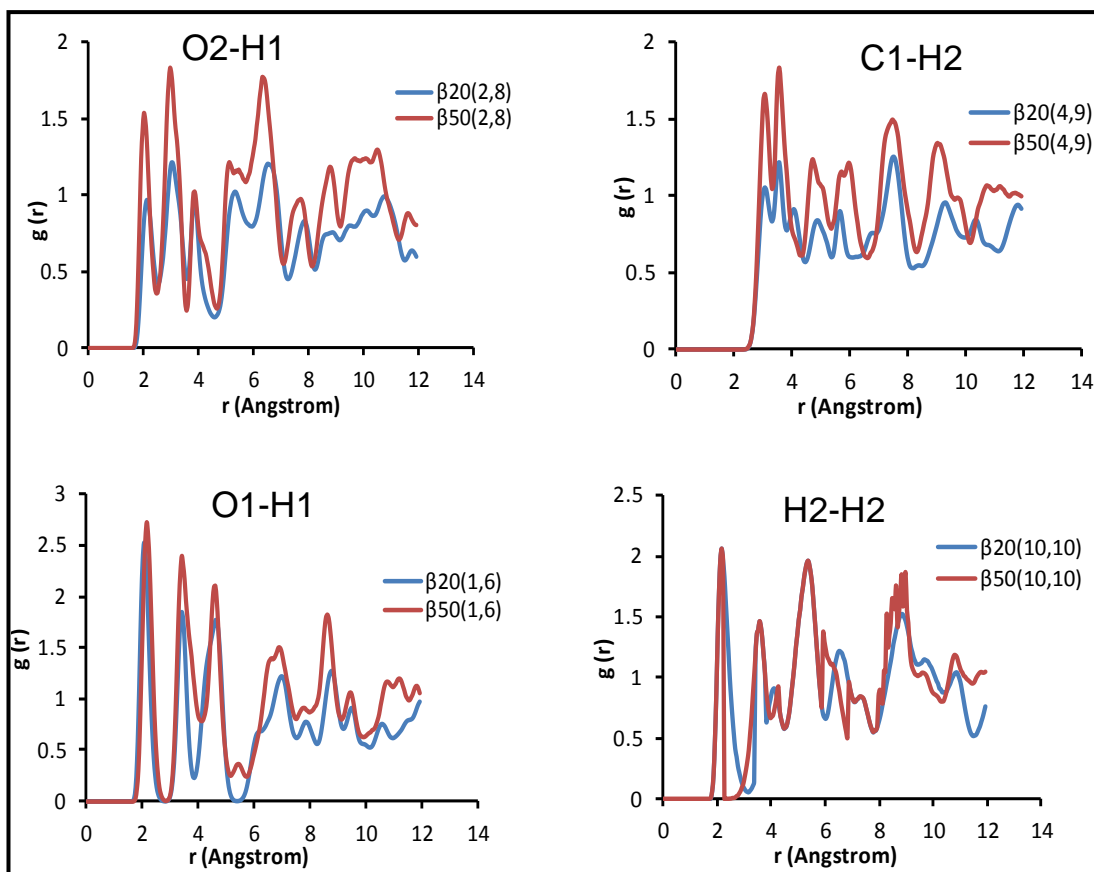 O2-H1
2
1.5
1
0.5
0
g (r)
0 2 4 6 8 10 12 14
r (Angstrom)
β20(2,8)
β50(2,8)
C1-H2
2
1.5
1
0.5
0
g (r)
0 2 4 6 8 10 12 14
r (Angstrom)
β20(4,9)
β50(4,9)
O1-H1
3
2.5
2
1.5
1
0.5
0
g (r)
0 2 4 6 8 10 12 14
r (Angstrom)
β20(1,6)
β50(1,6)
H2-H2
2.5
2
1.5
1
0.5
0
g (r)
0 2 4 6 8 10 12 14
r (Angstrom)
β20(10,10)
β50(10,10)